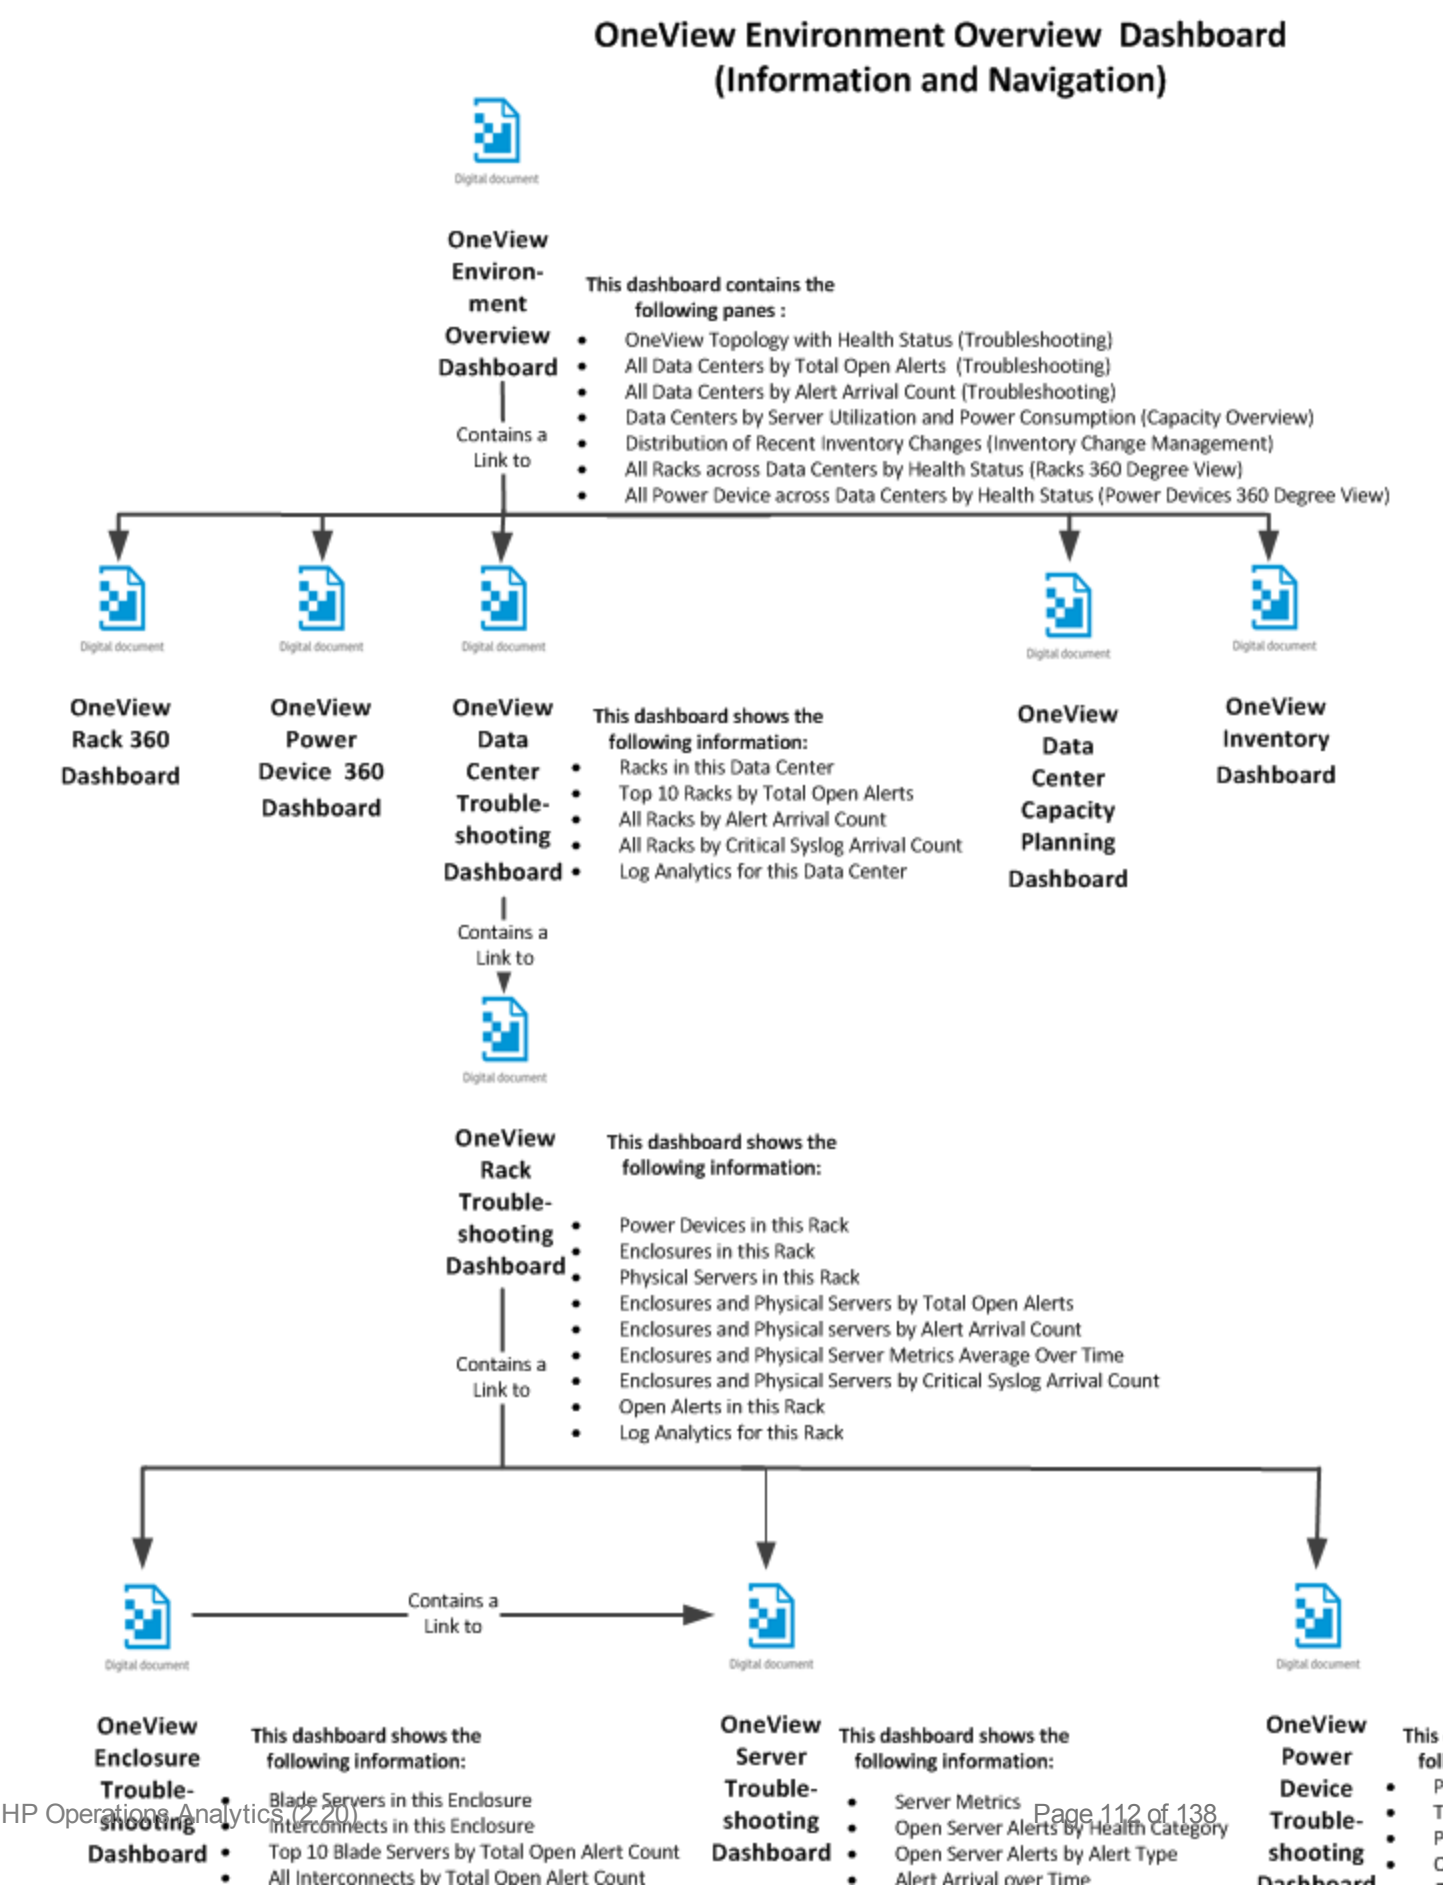 OneView Environment Overview  Dashboard
(Information and Navigation)
Digital document
OneView
Environ-
ment
Overview
Dashboard
This dashboard contains the
following panes :
• OneView Topology with Health Status (Troubleshooting)
• All Data Centers by Total Open Alerts  (Troubleshooting)
• All Data Centers by Alert Arrival Count (Troubleshooting)
• Data Centers by Server Utilization and Power Consumption (Capacity Overview)
• Distribution of Recent Inventory Changes (Inventory Change Management)
• All Racks across Data Centers by Health Status (Racks 360 Degree View)
• All Power Device across Data Centers by Health Status (Power Devices 360 Degree View)
Contains a
Link to
Digital document
OneView
Rack 360
Dashboard
Digital document
OneView
Power
Device  360
Dashboard
Digital document
OneView
Data
Center
Trouble-
shooting
Dashboard
This dashboard shows the
following information:
• Racks in this Data Center
• Top 10 Racks by Total Open Alerts
• All Racks by Alert Arrival Count
• All Racks by Critical Syslog Arrival Count
• Log Analytics for this Data Center
Digital document
OneView
Data
Center
Capacity
Planning
Dashboard
Digital document
OneView
Inventory
Dashboard
Contains a
Link to
Digital document
OneView
Rack
Trouble-
shooting
Dashboard
This dashboard shows the
following information:
• Power Devices in this Rack
• Enclosures in this Rack
• Physical Servers in this Rack
• Enclosures and Physical Servers by Total Open Alerts
• Enclosures and Physical servers by Alert Arrival Count
• Enclosures and Physical Server Metrics Average Over Time
• Enclosures and Physical Servers by Critical Syslog Arrival Count
• Open Alerts in this Rack
• Log Analytics for this Rack
Contains a
Link to
Digital document
Contains a
Link to
Digital document
Digital document
OneView
Enclosure
Trouble-
shooting
Dashboard
This dashboard shows the
following information:
• Blade Servers in this Enclosure
• Interconnects in this Enclosure
• Top 10 Blade Servers by Total Open Alert Count
• All Interconnects by Total Open Alert Count
OneView
Server
Trouble-
shooting
Dashboard
This dashboard shows the
following information:
• Server Metrics
• Open Server Alerts by Health Category
• Open Server Alerts by Alert Type
• Alert Arrival over Time
OneView
Power
Device
Trouble-
shooting
Dashboard
This
fol
• P
• T
• P
•
HP Operations Analytics (2.20)
Page 112 of 138